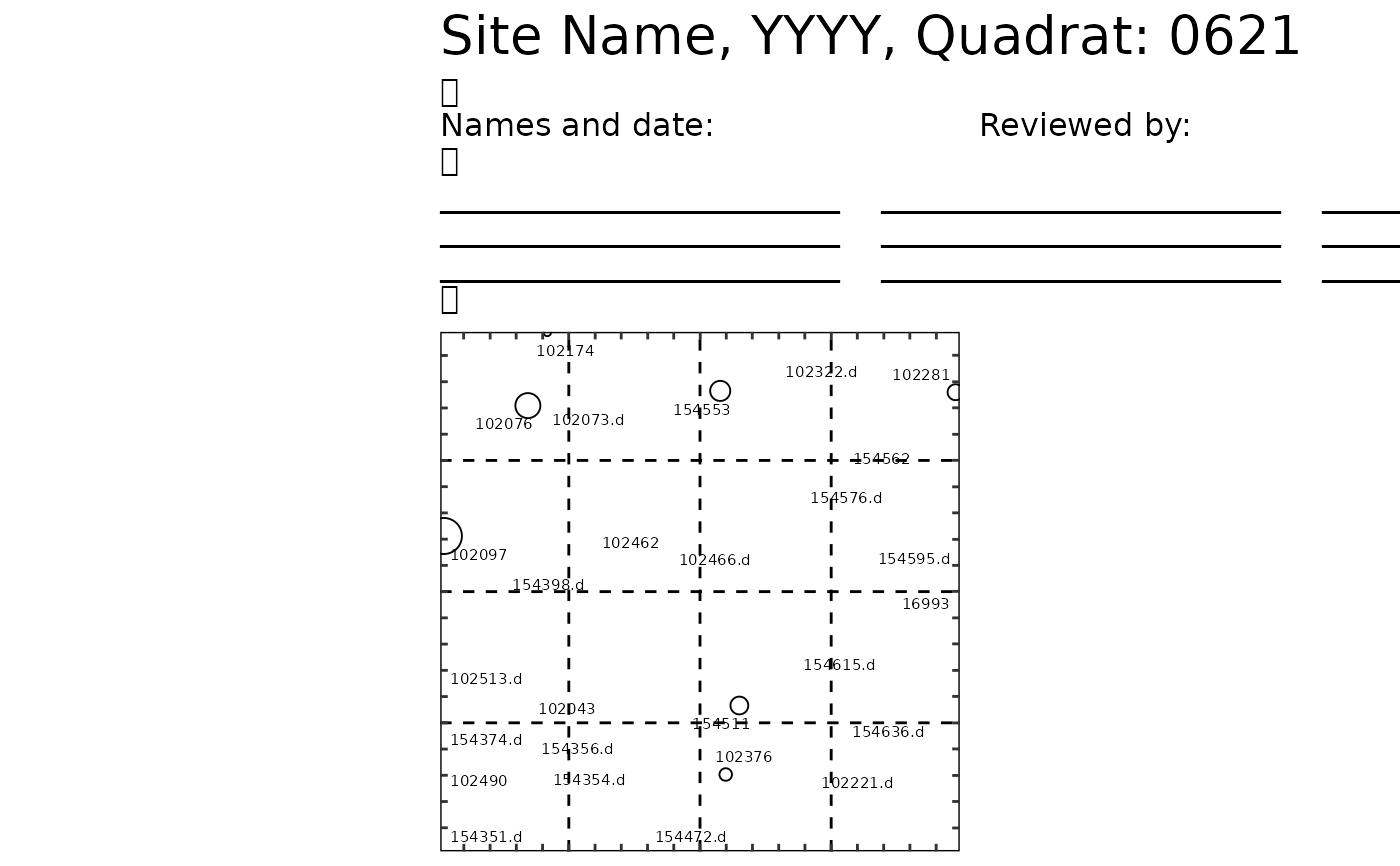 Site Name, YYYY, Quadrat: 0621
Names and date: Reviewed by:
102174
102322.d
102281
154553
102073.d
102076
154562
154576.d
102462
102097
102466.d
154595.d
154398.d
16993
154615.d
102513.d
102043
154511
154636.d
154374.d
154356.d
102376
154354.d
102490
102221.d
154351.d
154472.d